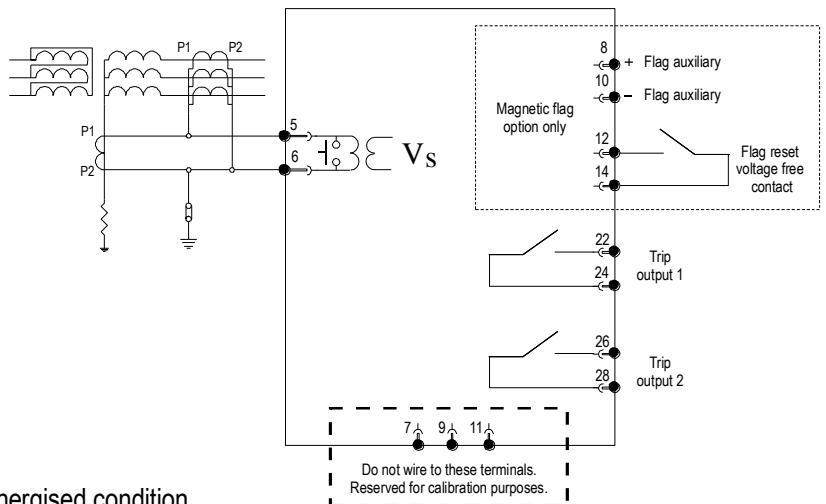 P1 P2
8
+ Flag auxiliary
10
– Flag auxiliary
Magnetic flag
option only
12
14
Flag reset
voltage free
contact
P1
P2
5
6
Vs
22
24
Trip
output 1
26
28
Trip
output 2
7 9 11
Do not wire to these terminals.
Reserved for calibration purposes.